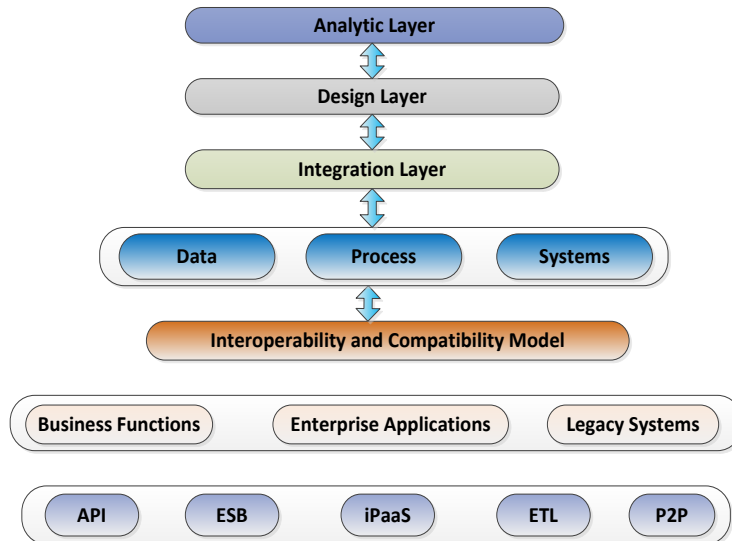 Analytic Layer
Design Layer
Integration Layer
Data Process Systems
Interoperability and Compatibility Model
Business Functions Enterprise Applications Legacy Systems
API ESB iPaaS ETL P2P